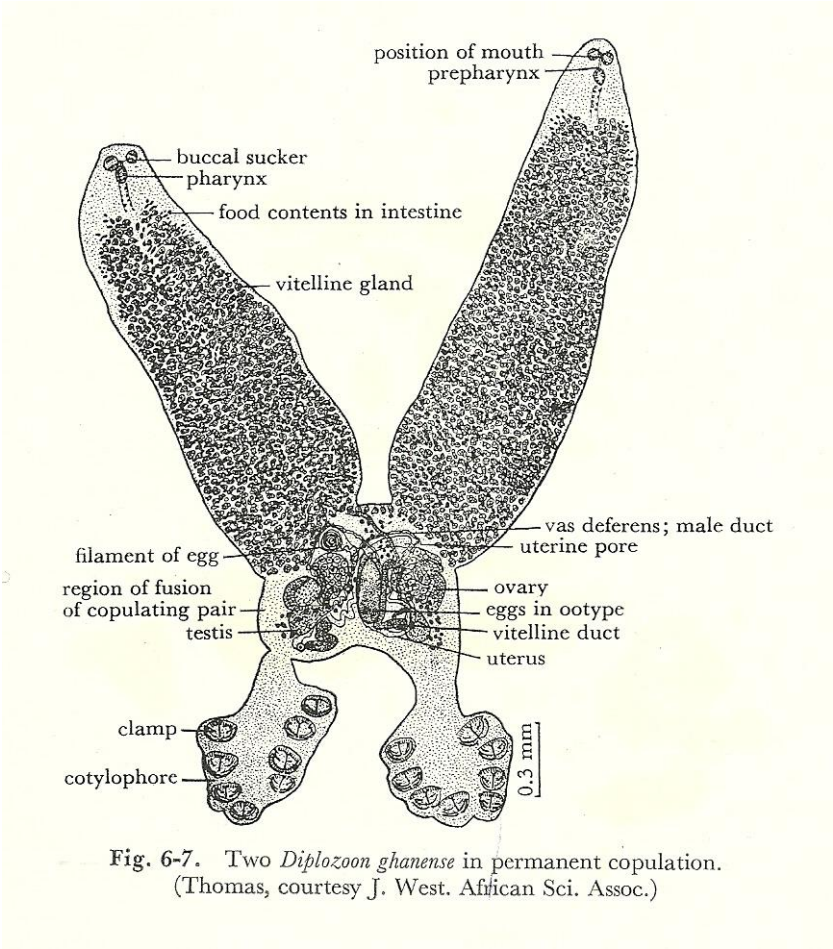 position of mouth
prepharynx
buccal sucker
pharynx
food contents in intestine
vitelline gland
vas deferens; male duct
uterine pore
filament of egg
region of fusion
of copulating pair
testis
ovary
eggs in ootype
vitelline duct
uterus
clamp
cotylophore
0.3 mm
Fig. 6-7. Two Diplozoon ghanense in permanent copulation.
(Thomas, courtesy J. West. African Sci. Assoc.)